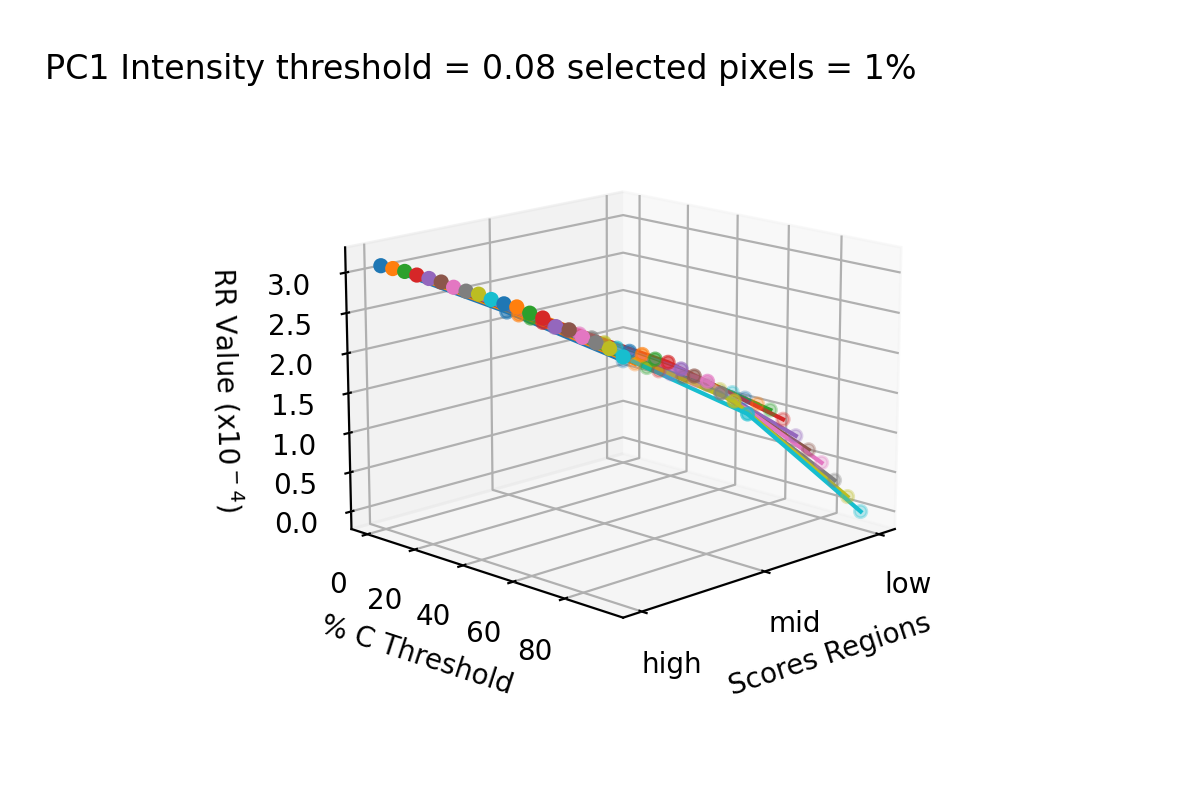 PC1 Intensity threshold = 0.08 selected pixels = 1%
RR Value (x10⁻⁴)
3.0
2.5
2.0
1.5
1.0
0.5
0.0
0
20
40
60
80
% C Threshold
high
mid
low
Scores Regions